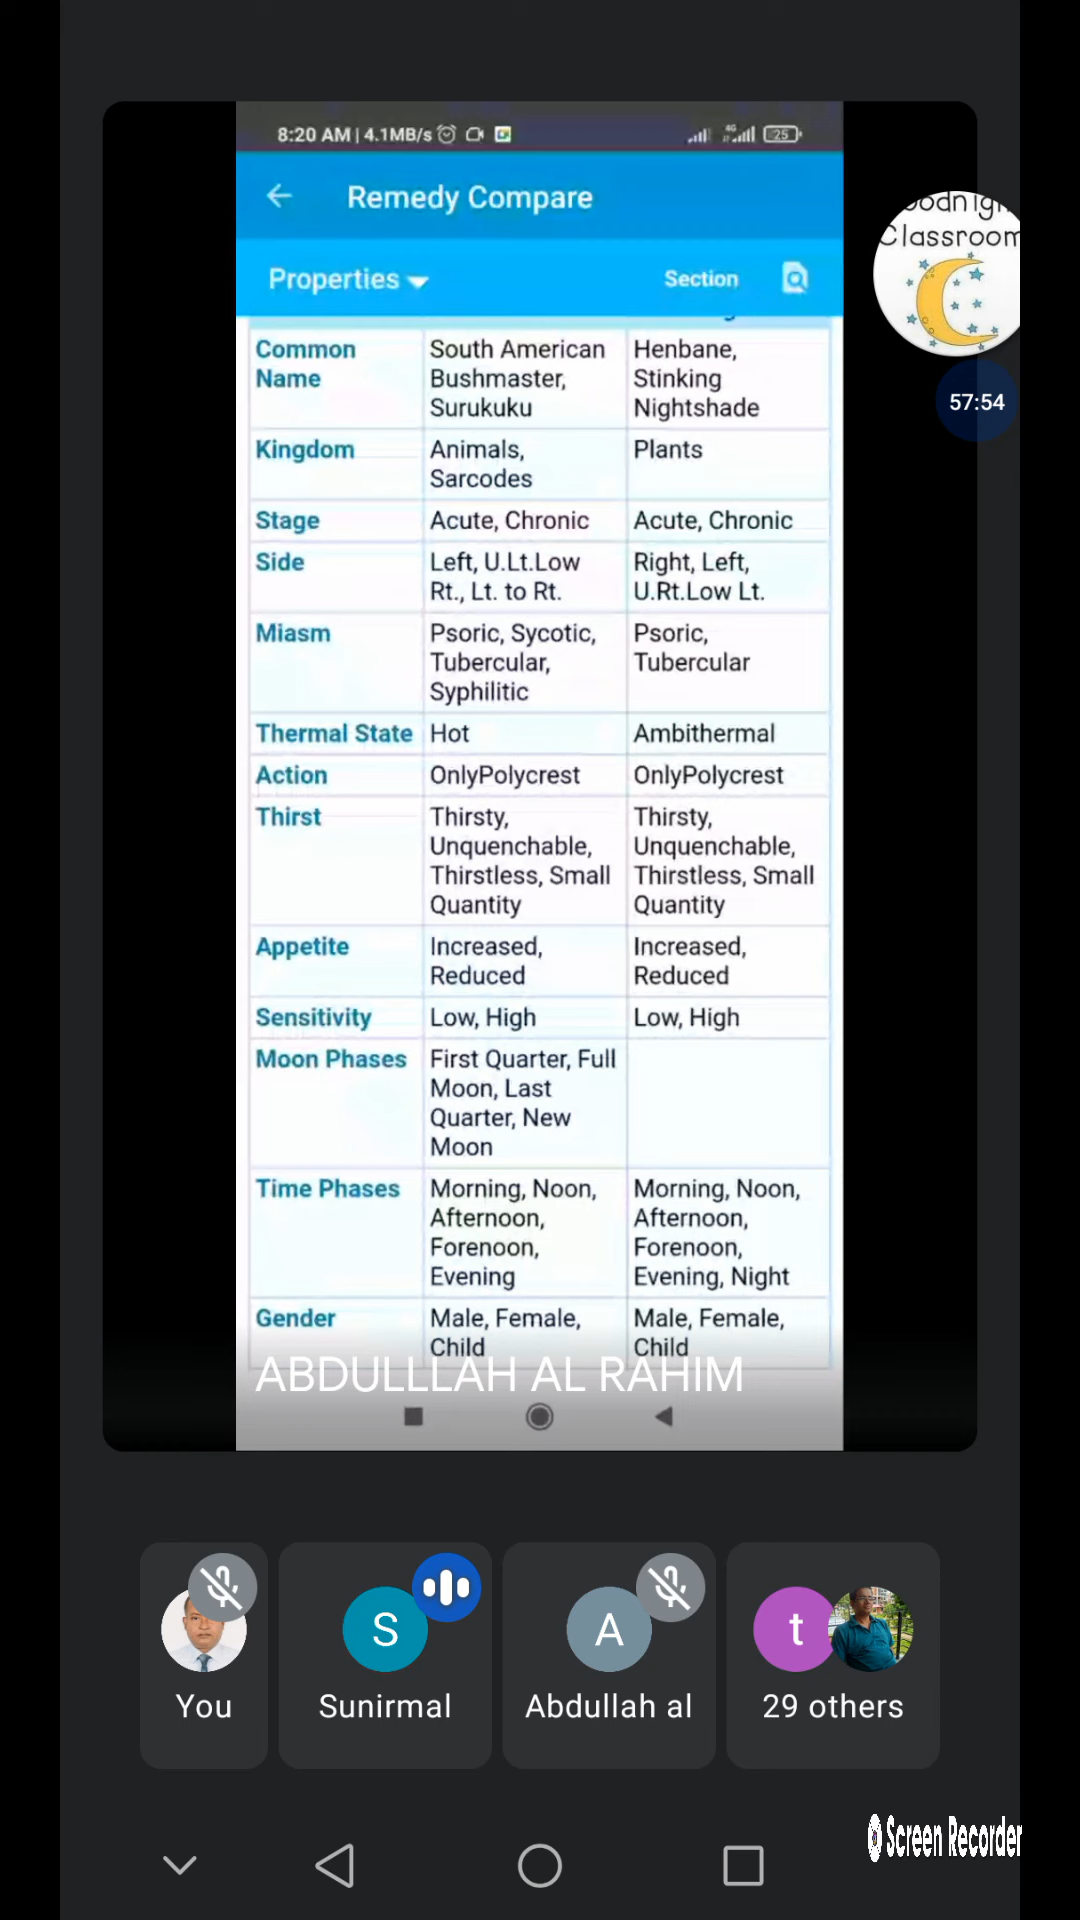 8:20 AM | 4.1MB/s
4G
25
Remedy Compare
Classroom
Properties
Section
57:54
Common Name
South American Bushmaster, Surukuku
Henbane, Stinking Nightshade
Kingdom
Animals, Sarcodes
Plants
Stage
Acute, Chronic
Acute, Chronic
Side
Left, U.Lt.Low Rt., Lt. to Rt.
Right, Left, U.Rt.Low Lt.
Miasm
Psoric, Sycotic, Tubercular, Syphilitic
Psoric, Tubercular
Thermal State
Hot
Ambithermal
Action
OnlyPolycrest
OnlyPolycrest
Thirst
Thirsty, Unquenchable, Thirstless, Small Quantity
Thirsty, Unquenchable, Thirstless, Small Quantity
Appetite
Increased, Reduced
Increased, Reduced
Sensitivity
Low, High
Low, High
Moon Phases
First Quarter, Full Moon, Last Quarter, New Moon
Time Phases
Morning, Noon, Afternoon, Forenoon, Evening
Morning, Noon, Afternoon, Forenoon, Evening, Night
Gender
Male, Female, Child
Male, Female, Child
ABDULLLAH AL RAHIM
S
A
t
You
Sunirmal
Abdullah al
29 others
Screen Recorder